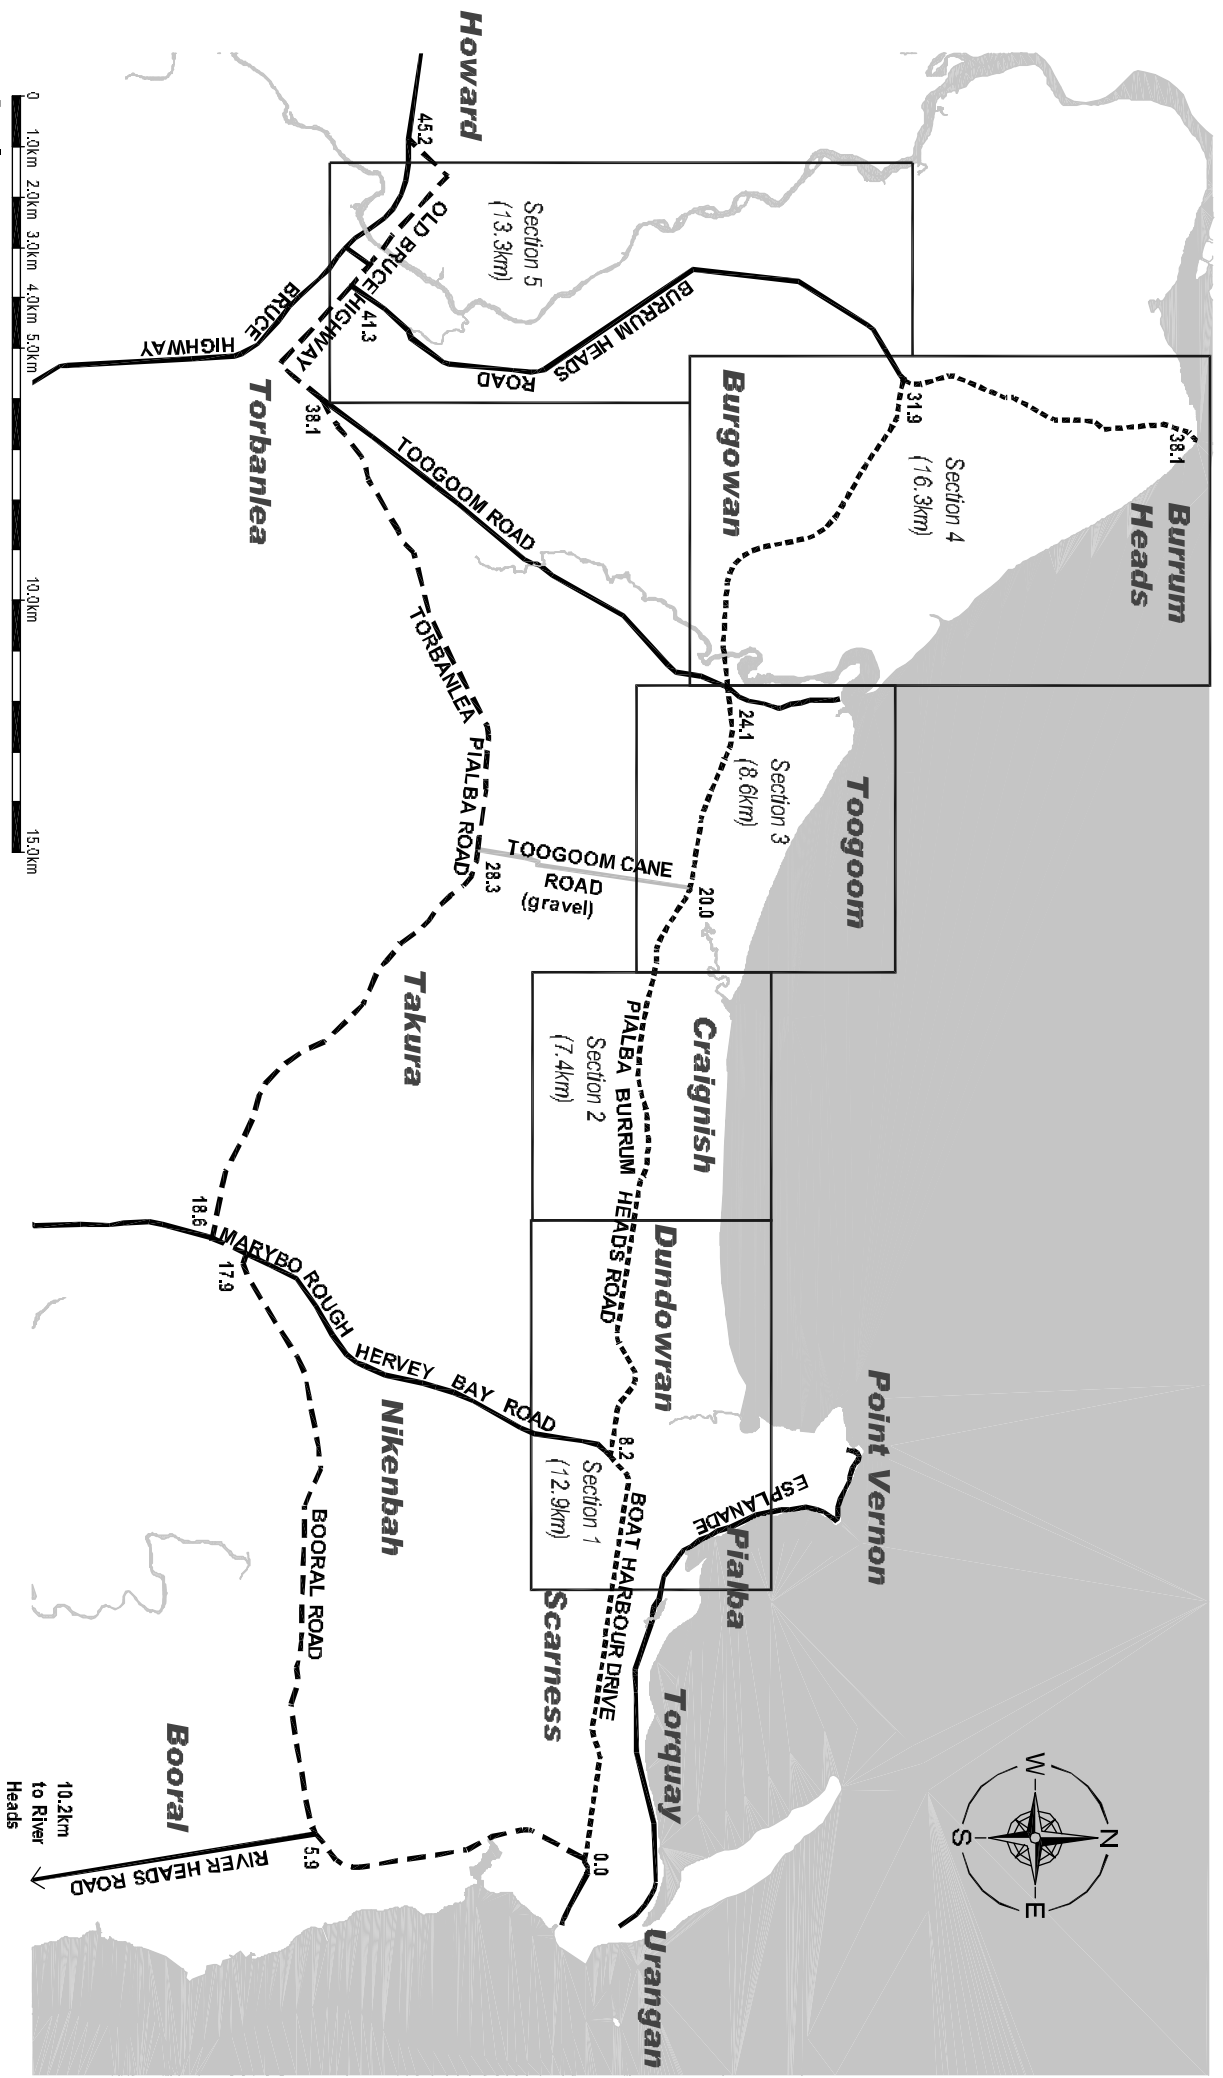 Burrum
Heads
38.1
Section 4
(16.3km)
31.9
Burgowan
Section 5
(13.3km)
BURRUM HEADS
ROAD
Howard
45.2
OLD BRUCE HIGHWAY
41.3
BRUCE
HIGHWAY
Torbanlea
38.1
TOOGOOM ROAD
TORBANLEA PIALBA ROAD
Toogoom
Section 3
(8.6km)
24.1
20.0
TOOGOOM CANE
ROAD
(gravel)
28.3
Takura
Craignish
PIALBA BURRUM HEADS ROAD
Section 2
(7.4km)
Dundowran
18.6
17.9
MARYBO ROUGH
HERVEY BAY ROAD
Nikenbah
8.2
Section 1
(12.9km)
Point Vernon
ESPLANADE
Pialba
BOAT HARBOUR DRIVE
Scarness
Torquay
BOORAL ROAD
Booral
0.0
5.9
RIVER HEADS ROAD
10.2km
to River
Heads
Urangan
N
E
S
W
0 1.0km 2.0km 3.0km 4.0km 5.0km 10.0km 15.0km